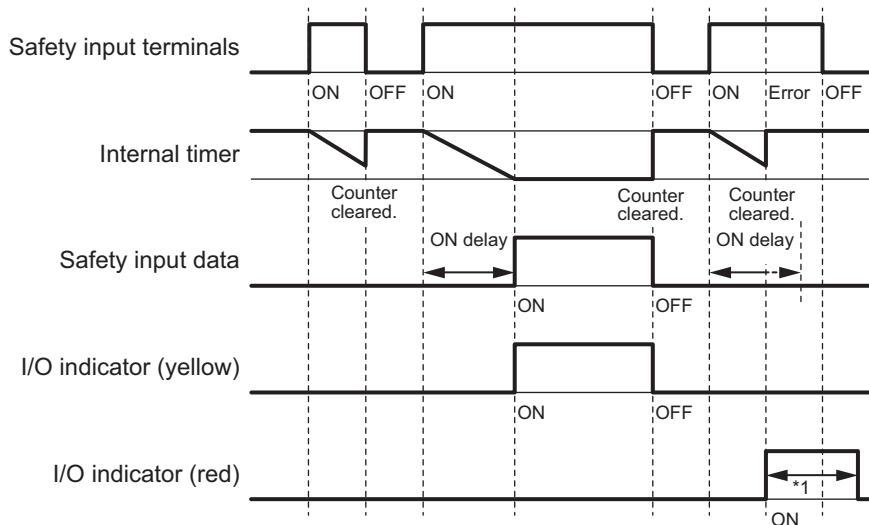 Safety input terminals
ON OFF ON OFF ON Error OFF
Internal timer
Counter cleared.
Counter cleared.
Counter cleared.
ON delay
ON delay
Safety input data
ON OFF
I/O indicator (yellow)
ON OFF
I/O indicator (red)
*1
ON